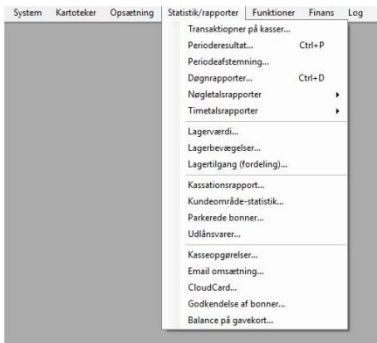 System Kartoteker Opsætning Statistik/rapporter Funktioner Finans Log
Transaktiopner på kasser...
Perioderesultat... Ctrl+P
Periodeafstemning...
Døgnrapporter... Ctrl+D
Nøgletalsrapporter
Timetalsrapporter
Lagerværdi...
Lagerbevægelser...
Lagertilgang (fordeling)...
Kassationsrapport...
Kundeområde-statistik...
Parkerede bonner...
Udlånsvarer...
Kasseopgørelser...
Email omsætning...
CloudCard...
Godkendelse af bonner...
Balance på gavekort...